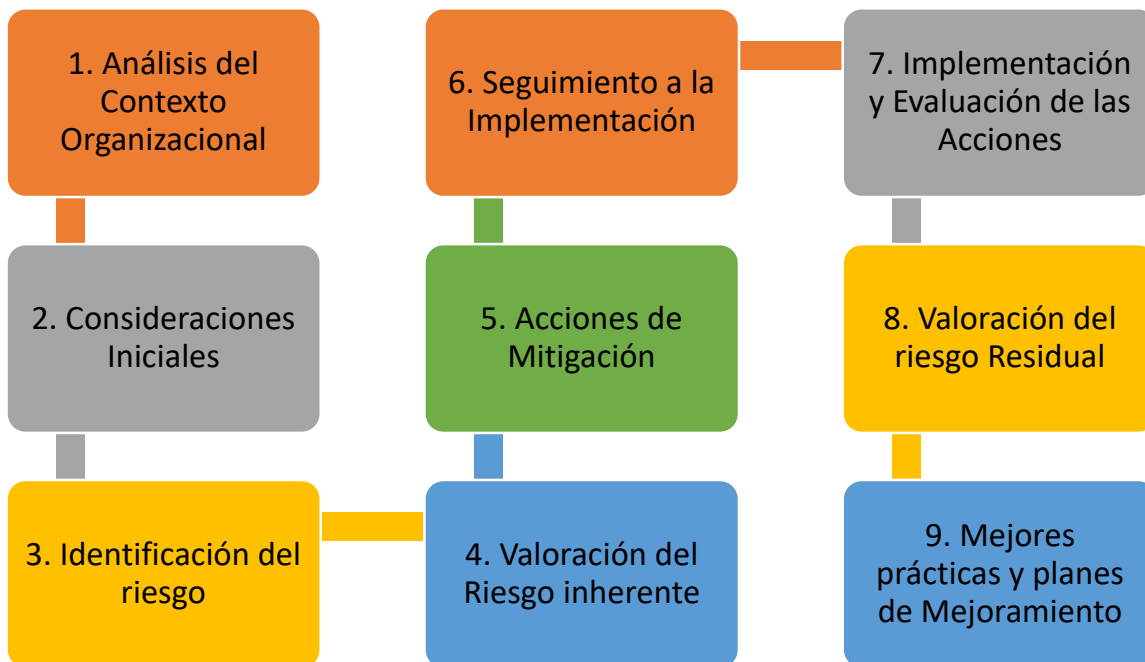 1. Análisis del
Contexto
Organizacional
2. Consideraciones
Iniciales
3. Identificación del
riesgo
4. Valoración del
Riesgo inherente
5. Acciones de
Mitigación
6. Seguimiento a la
Implementación
7. Implementación
y Evaluación de las
Acciones
8. Valoración del
riesgo Residual
9. Mejores
prácticas y planes
de Mejoramiento